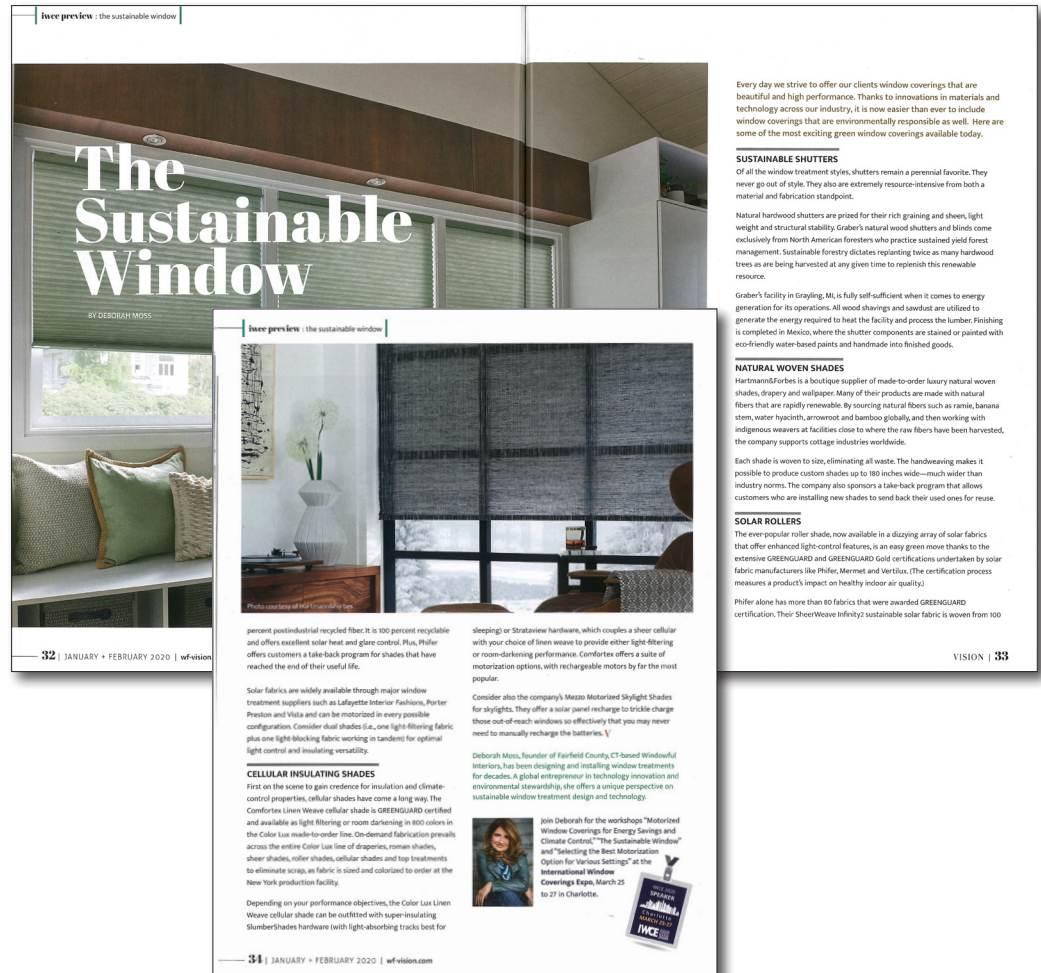 iwce preview : the sustainable window
The
Sustainable
Window
BY DEBORAH MOSS
32 | JANUARY + FEBRUARY 2020 | wf-vision
Every day we strive to offer our clients window coverings that are
beautiful and high performance. Thanks to innovations in materials and
technology across our industry, it is now easier than ever to include
window coverings that are environmentally responsible as well. Here are
some of the most exciting green window coverings available today.
SUSTAINABLE SHUTTERS
Of all the window treatment styles, shutters remain a perennial favorite. They
never go out of style. They also are extremely resource-intensive from both a
material and fabrication standpoint.
Natural hardwood shutters are prized for their rich graining and sheen, light
weight and structural stability. Graber's natural wood shutters and blinds come
exclusively from North American foresters who practice sustained yield forest
management. Sustainable forestry dictates replanting twice as many hardwood
trees as are being harvested at any given time to replenish this renewable
resource.
Graber's facility in Grayling, MI, is fully self-sufficient when it comes to energy
generation for its operations. All wood shavings and sawdust are utilized to
generate the energy required to heat the facility and process the lumber. Finishing
is completed in Mexico, where the shutter components are stained or painted with
eco-friendly water-based paints and handmade into finished goods.
NATURAL WOVEN SHADES
Hartmann&Forbes is a boutique supplier of made-to-order luxury natural woven
shades, drapery and wallpaper. Many of their products are made with natural
fibers that are rapidly renewable. By sourcing natural fibers such as ramie, banana
stem, water hyacinth, arrowroot and bamboo globally, and then working with
indigenous weavers at facilities close to where the raw fibers have been harvested,
the company supports cottage industries worldwide.
Each shade is woven to size, eliminating all waste. The handweaving makes it
possible to produce custom shades up to 180 inches wide—much wider than
industry norms. The company also sponsors a take-back program that allows
customers who are installing new shades to send back their used ones for reuse.
SOLAR ROLLERS
The ever-popular roller shade, now available in a dizzying array of solar fabrics
that offer enhanced light-control features, is an easy green move thanks to the
extensive GREENGUARD and GREENGUARD Gold certifications undertaken by solar
fabric manufacturers like Phifer, Mermet and Vertilux. (The certification process
measures a product's impact on healthy indoor air quality.)
Phifer alone has more than 80 fabrics that were awarded GREENGUARD
certification. Their SheerWeave Infinity2 sustainable solar fabric is woven from 100
VISION | 33
iwce preview : the sustainable window
Photo courtesy of Hartmann&Forbes
percent postindustrial recycled fiber. It is 100 percent recyclable
and offers excellent solar heat and glare control. Plus, Phifer
offers customers a take-back program for shades that have
reached the end of their useful life.
Solar fabrics are widely available through major window
treatment suppliers such as Lafayette Interior Fashions, Porter
Preston and Vista and can be motorized in every possible
configuration. Consider dual shades (i.e., one light-filtering fabric
plus one light-blocking fabric working in tandem) for optimal
light control and insulating versatility.
CELLULAR INSULATING SHADES
First on the scene to gain credence for insulation and climate-
control properties, cellular shades have come a long way. The
Comfortex Linen Weave cellular shade is GREENGUARD certified
and available as light filtering or room darkening in 800 colors in
the Color Lux made-to-order line. On-demand fabrication prevails
across the entire Color Lux line of draperies, roman shades,
sheer shades, roller shades, cellular shades and top treatments
to eliminate scrap, as fabric is sized and colorized to order at the
New York production facility.
Depending on your performance objectives, the Color Lux Linen
Weave cellular shade can be outfitted with super-insulating
SlumberShades hardware (with light-absorbing tracks best for
sleeping) or Strataview hardware, which couples a sheer cellular
with your choice of linen weave to provide either light-filtering
or room-darkening performance. Comfortex offers a suite of
motorization options, with rechargeable motors by far the most
popular.
Consider also the company's Mezzo Motorized Skylight Shades
for skylights. They offer a solar panel recharge to trickle charge
those out-of-reach windows so effectively that you may never
need to manually recharge the batteries. V
Deborah Moss, founder of Fairfield County, CT-based Windowful
Interiors, has been designing and installing window treatments
for decades. A global entrepreneur in technology innovation and
environmental stewardship, she offers a unique perspective on
sustainable window treatment design and technology.
Join Deborah for the workshops "Motorized
Window Coverings for Energy Savings and
Climate Control," "The Sustainable Window"
and "Selecting the Best Motorization
Option for Various Settings" at the
International Window
Coverings Expo, March 25
to 27 in Charlotte.
IWCE 2020
SPEAKER
Charlotte
MARCH 25-27
IWCE
34 | JANUARY + FEBRUARY 2020 | wf-vision.com